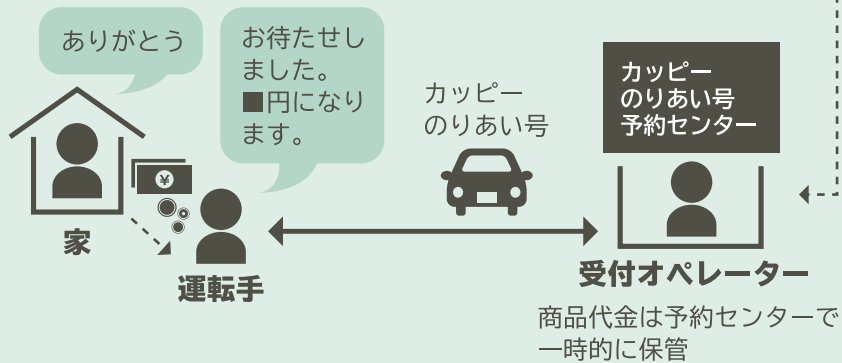 ありがとう
お待たせし
ました。
■円になり
ます。
カッピー
のりあい号
カッピー
のりあい号
予約センター
¥
家
運転手
受付オペレーター
商品代金は予約センターで
一時的に保管